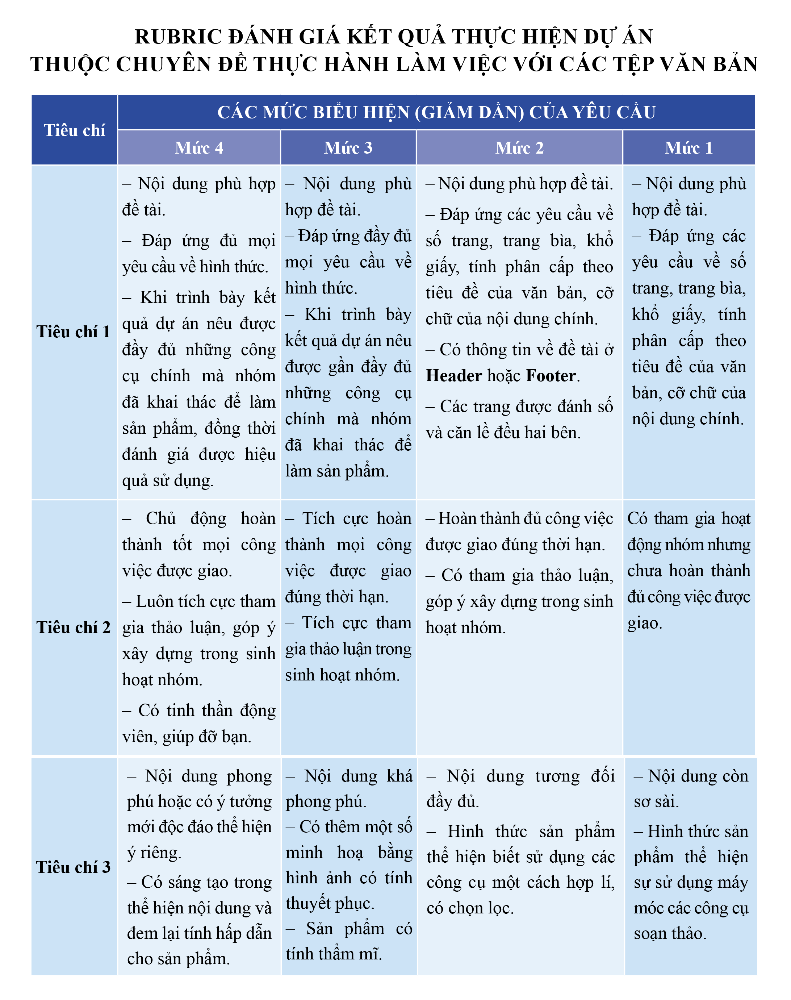 RUBRIC ĐÁNH GIÁ KẾT QUẢ THỰC HIỆN DỰ ÁN
THUỘC CHUYÊN ĐỀ THỰC HÀNH LÀM VIỆC VỚI CÁC TỆP VĂN BẢN
Tiêu chí
CÁC MỨC BIỂU HIỆN (GIẢM DẦN) CỦA YÊU CẦU
Mức 4
Mức 3
Mức 2
Mức 1
Tiêu chí 1
– Nội dung phù hợp
đề tài.
– Đáp ứng đủ mọi
yêu cầu về hình thức.
– Khi trình bày kết
quả dự án nêu được
đầy đủ những công
cụ chính mà nhóm
đã khai thác để làm
sản phẩm, đồng thời
đánh giá được hiệu
quả sử dụng.
– Nội dung phù
hợp đề tài.
– Đáp ứng đầy đủ
mọi yêu cầu về
hình thức.
– Khi trình bày
kết quả dự án nêu
được gần đầy đủ
những công cụ
chính mà nhóm
đã khai thác để
làm sản phẩm.
– Nội dung phù hợp đề tài.
– Đáp ứng các yêu cầu về
số trang, trang bìa, khổ
giấy, tính phân cấp theo
tiêu đề của văn bản, cỡ
chữ của nội dung chính.
– Có thông tin về đề tài ở
Header hoặc Footer.
– Các trang được đánh số
và căn lề đều hai bên.
– Nội dung phù
hợp đề tài.
– Đáp ứng các
yêu cầu về số
trang, trang bìa,
khổ giấy, tính
phân cấp theo
tiêu đề của văn
bản, cỡ chữ của
nội dung chính.
Tiêu chí 2
– Chủ động hoàn
thành tốt mọi công
việc được giao.
– Luôn tích cực tham
gia thảo luận, góp ý
xây dựng trong sinh
hoạt nhóm.
– Có tinh thần động
viên, giúp đỡ bạn.
– Tích cực hoàn
thành mọi công
việc được giao
đúng thời hạn.
– Tích cực tham
gia thảo luận trong
sinh hoạt nhóm.
– Hoàn thành đủ công việc
được giao đúng thời hạn.
– Có tham gia thảo luận,
góp ý xây dựng trong sinh
hoạt nhóm.
Có tham gia hoạt
động nhóm nhưng
chưa hoàn thành
đủ công việc được
giao.
Tiêu chí 3
– Nội dung phong
phú hoặc có ý tưởng
mới độc đáo thể hiện
ý riêng.
– Có sáng tạo trong
thể hiện nội dung và
đem lại tính hấp dẫn
cho sản phẩm.
– Nội dung khá
phong phú.
– Có thêm một số
minh hoạ bằng
hình ảnh có tính
thuyết phục.
– Sản phẩm có
tính thẩm mĩ.
– Nội dung tương đối
đầy đủ.
– Hình thức sản phẩm
thể hiện biết sử dụng các
công cụ một cách hợp lí,
có chọn lọc.
– Nội dung còn
sơ sài.
– Hình thức sản
phẩm thể hiện
sự sử dụng máy
móc các công cụ
soạn thảo.